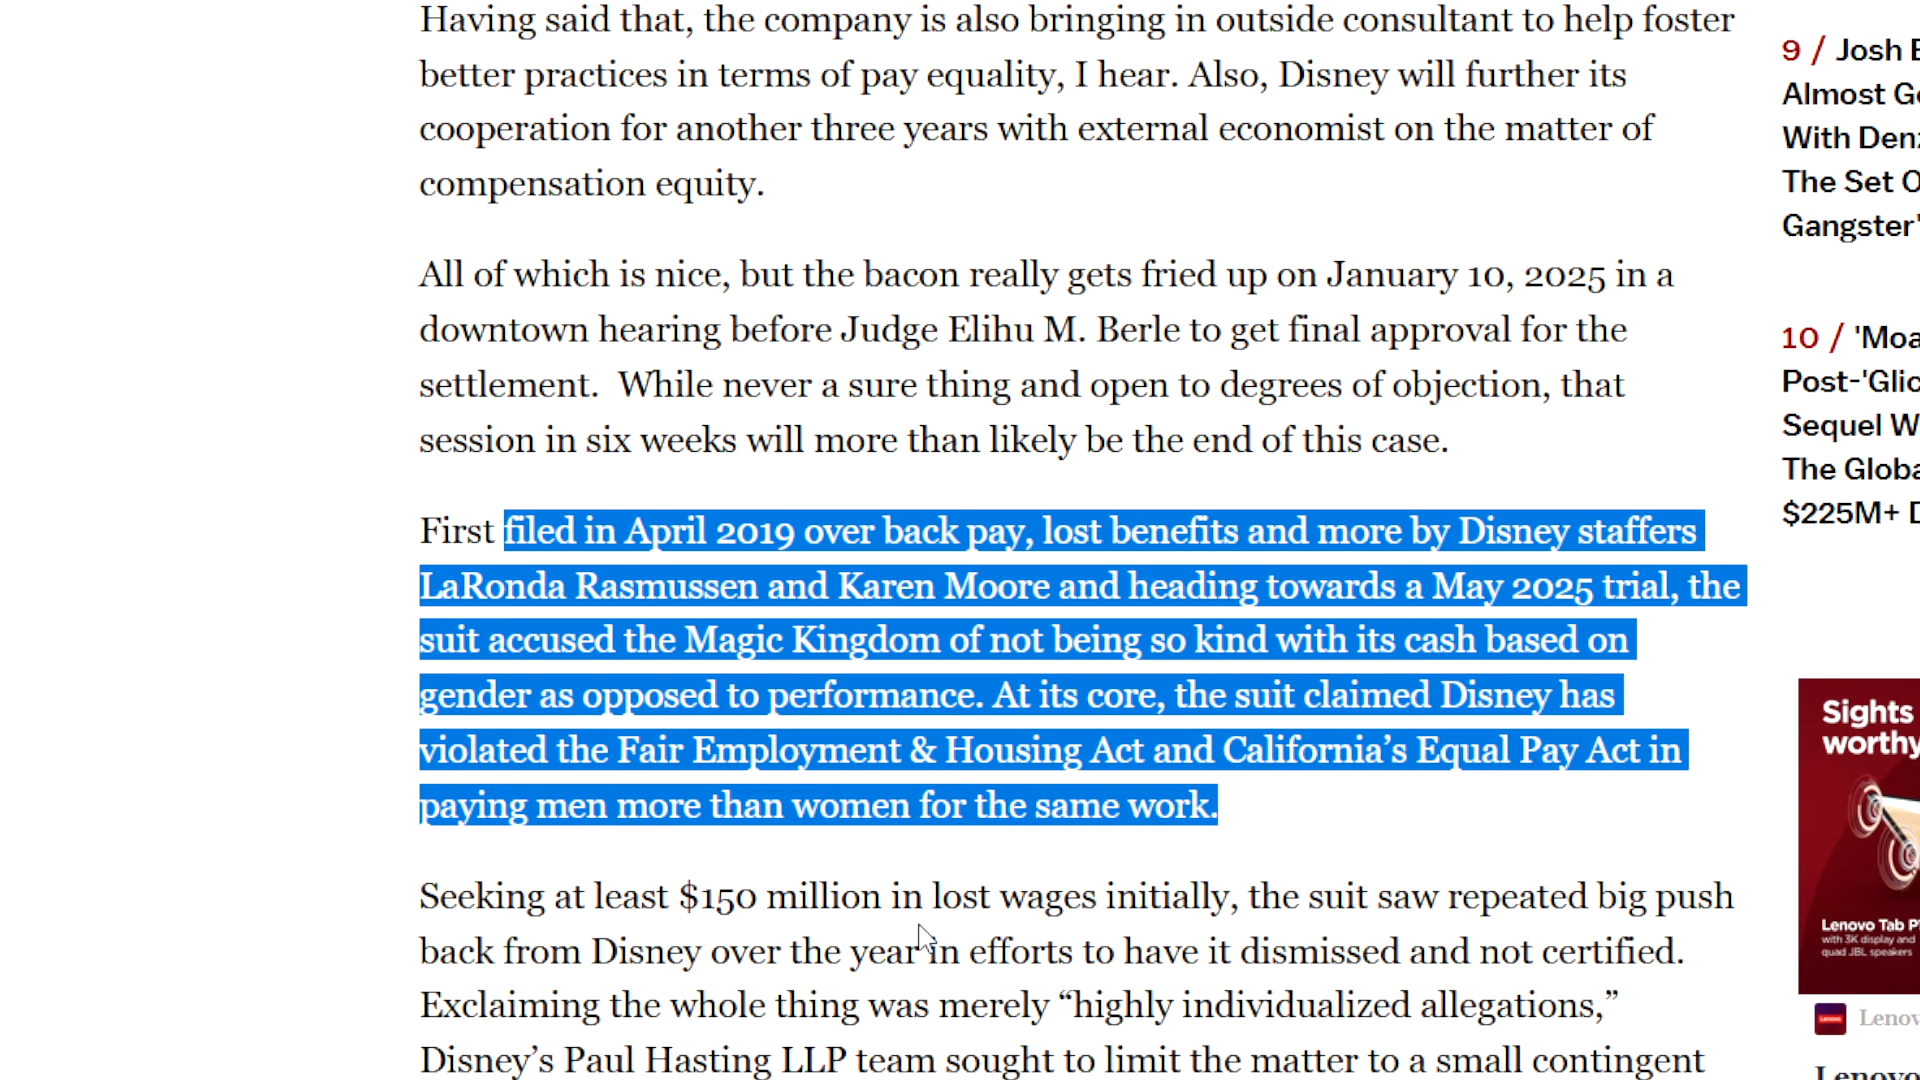 Having said that, the company is also bringing in outside consultant to help foster
better practices in terms of pay equality, I hear. Also, Disney will further its
cooperation for another three years with external economist on the matter of
compensation equity.
All of which is nice, but the bacon really gets fried up on January 10, 2025 in a
downtown hearing before Judge Elihu M. Berle to get final approval for the
settlement.  While never a sure thing and open to degrees of objection, that
session in six weeks will more than likely be the end of this case.
First filed in April 2019 over back pay, lost benefits and more by Disney staffers
LaRonda Rasmussen and Karen Moore and heading towards a May 2025 trial, the
suit accused the Magic Kingdom of not being so kind with its cash based on
gender as opposed to performance. At its core, the suit claimed Disney has
violated the Fair Employment & Housing Act and California’s Equal Pay Act in
paying men more than women for the same work.
Seeking at least $150 million in lost wages initially, the suit saw repeated big push
back from Disney over the year in efforts to have it dismissed and not certified.
Exclaiming the whole thing was merely “highly individualized allegations,”
Disney’s Paul Hasting LLP team sought to limit the matter to a small contingent
9 / Josh
Almost
With
The Set
Gangster'
10 /
Post-
Sequel
The
$225M+
Sights
worthy
Lenovo Tab
with 3K display and
quad JBL speakers
Lenovo